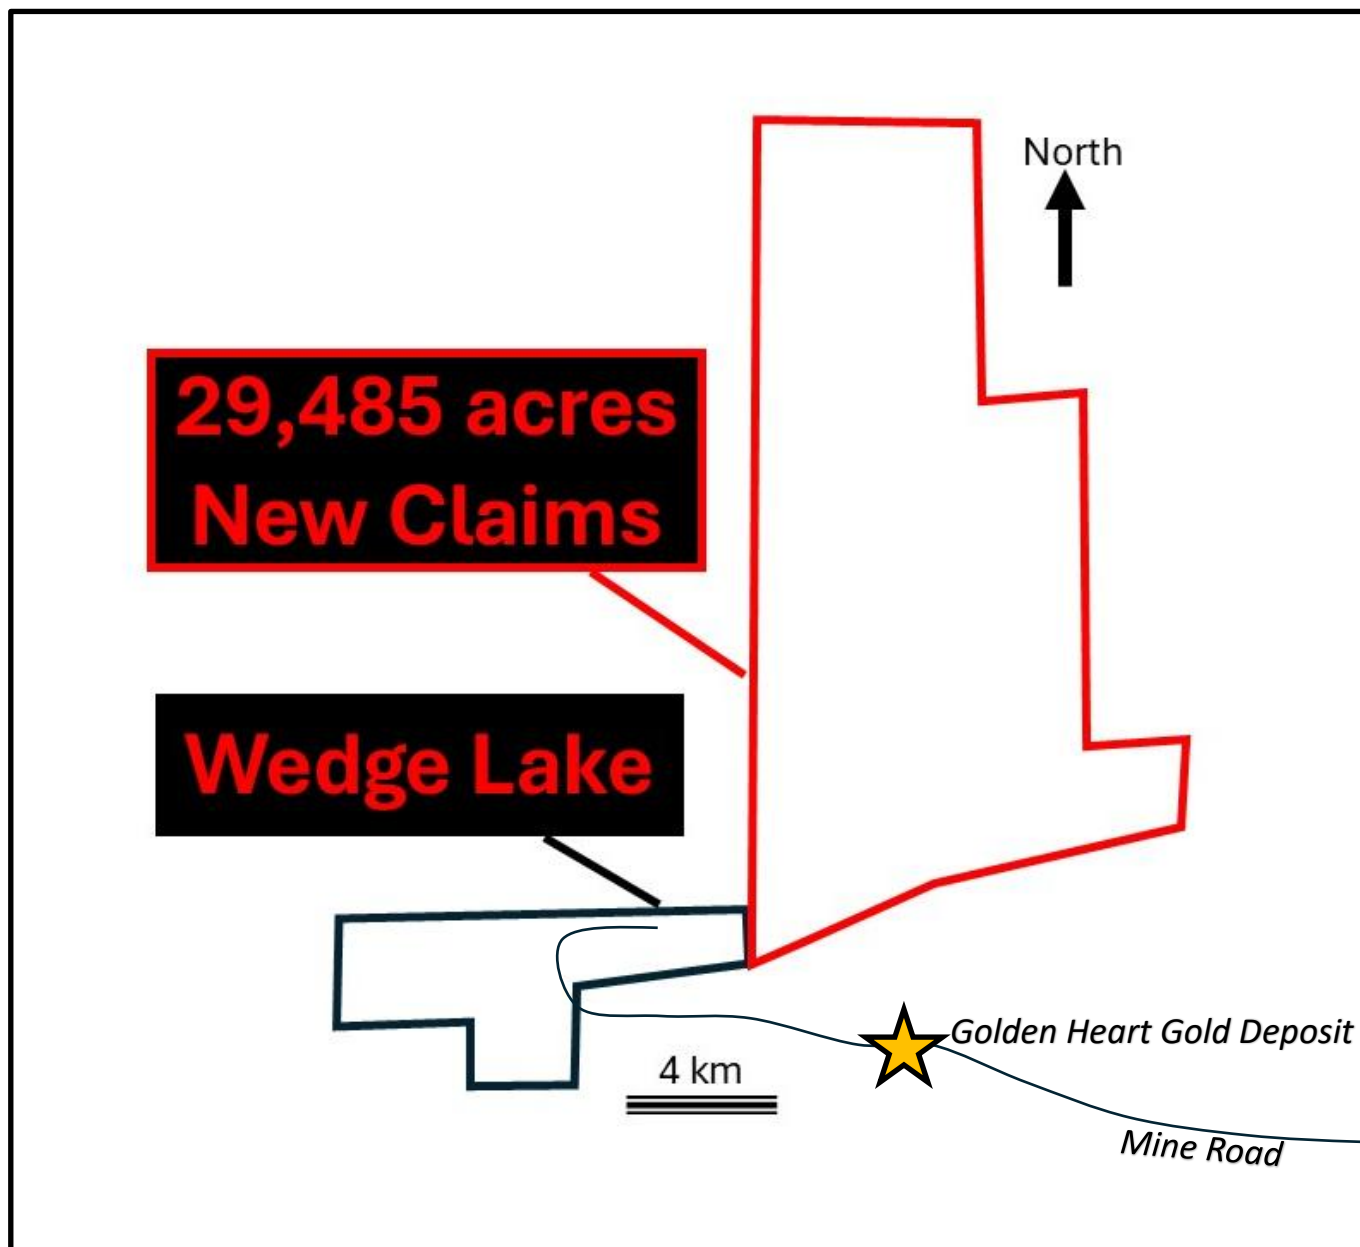 North
29,485 acres
New Claims
Wedge Lake
Golden Heart Gold Deposit
4 km
Mine Road